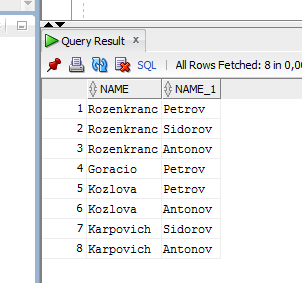 Query Result ×
SQL | All Rows Fetched: 8 in 0,00
NAME NAME_1
1 Rozenkranc Petrov
2 Rozenkranc Sidorov
3 Rozenkranc Antonov
4 Goracio Petrov
5 Kozlova Petrov
6 Kozlova Antonov
7 Karpovich Sidorov
8 Karpovich Antonov